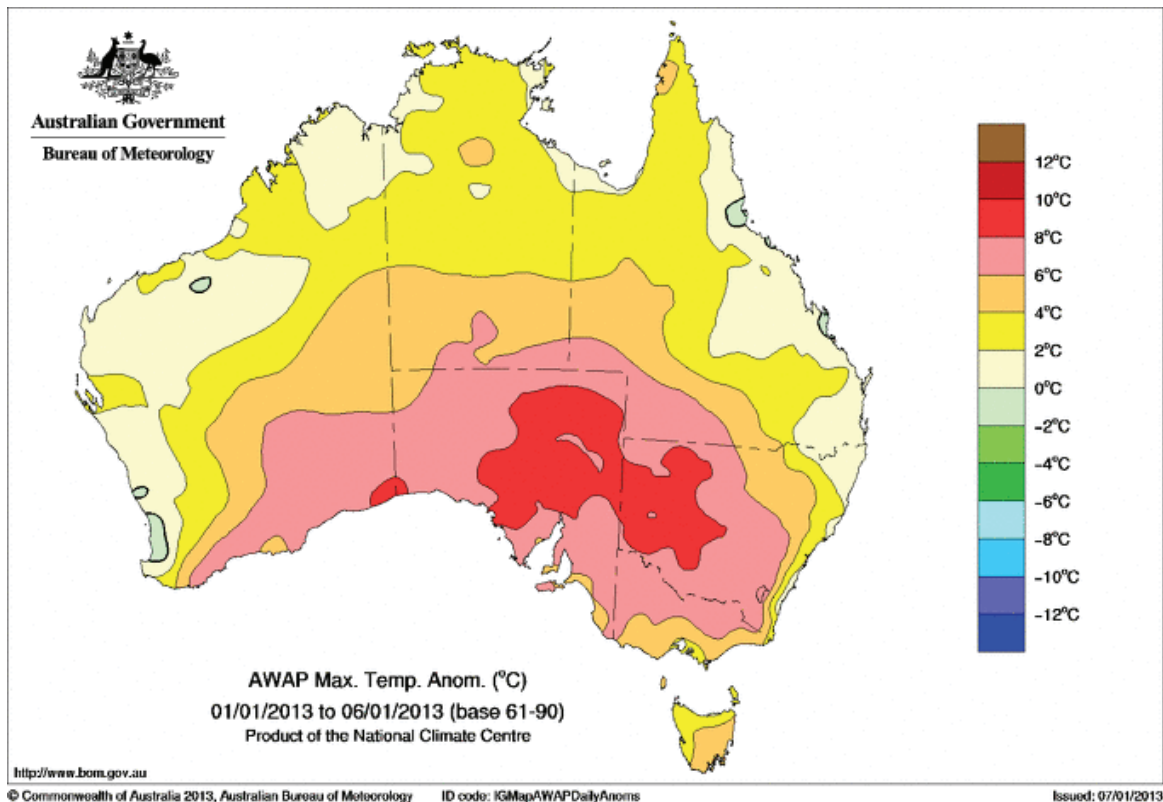 Australian Government
Bureau of Meteorology
12°C
10°C
8°C
6°C
4°C
2°C
0°C
-2°C
-4°C
-6°C
-8°C
-10°C
-12°C
AWAP Max. Temp. Anom. (°C)
01/01/2013 to 06/01/2013 (base 61-90)
Product of the National Climate Centre
http://www.bom.gov.au
© Commonwealth of Australia 2013, Australian Bureau of Meteorology ID code: IGMapAWAPDailyAnoms Issued: 07/01/2013